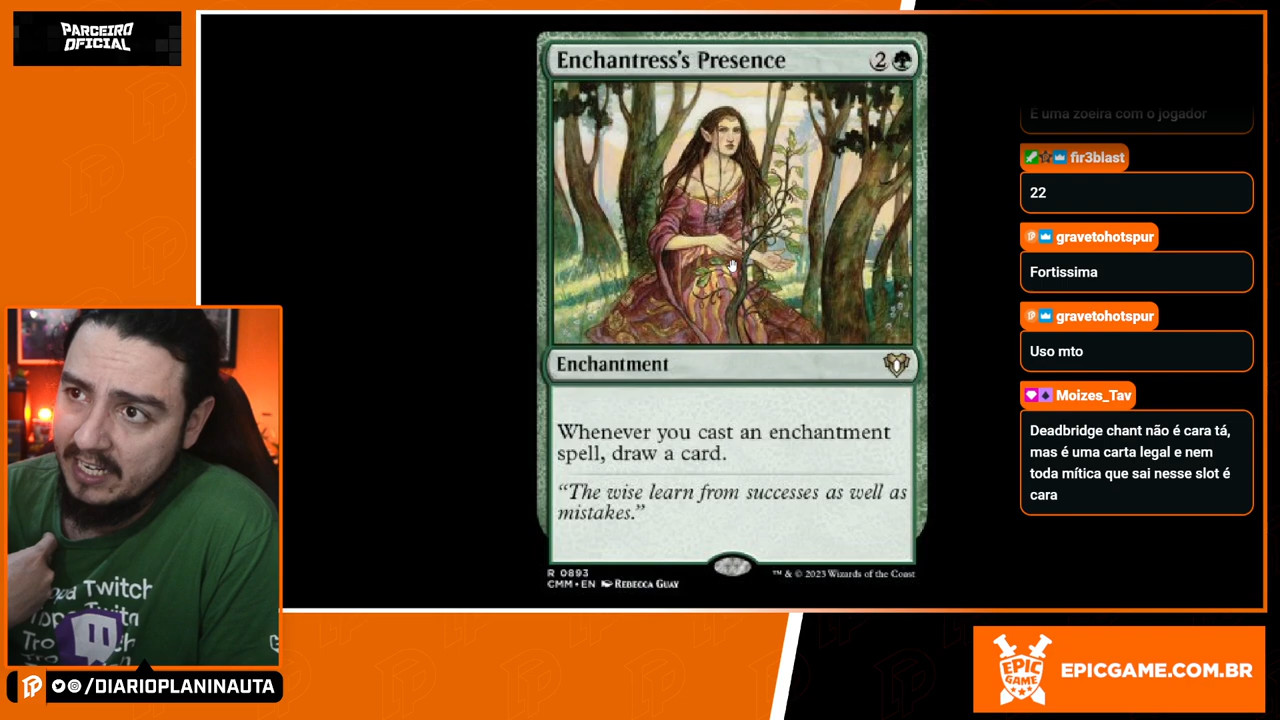 PARCEIRO
OFICIAL
Enchantress's Presence 2
Enchantment
Whenever you cast an enchantment
spell, draw a card.
“The wise learn from successes as well as
mistakes.”
R 0893
CMM • EN REBECCA GUAY
™ & © 2023 Wizards of the Coast
É uma zoeira com o jogador
fir3blast
22
gravetohotspur
Fortissima
gravetohotspur
Uso mto
Moizes_Tav
Deadbridge chant não é cara tá,
mas é uma carta legal e nem
toda mítica que sai nesse slot é
cara
Twitch
/DIARIOPLANINAUTA
EPIC
GAME
EPICGAME.COM.BR